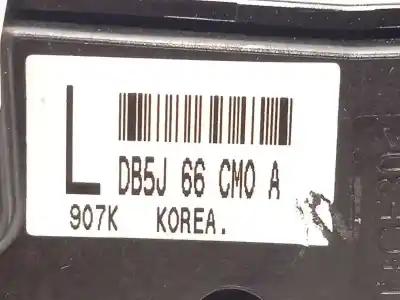 L
DB5J 66 CM0 A
907K KOREA.